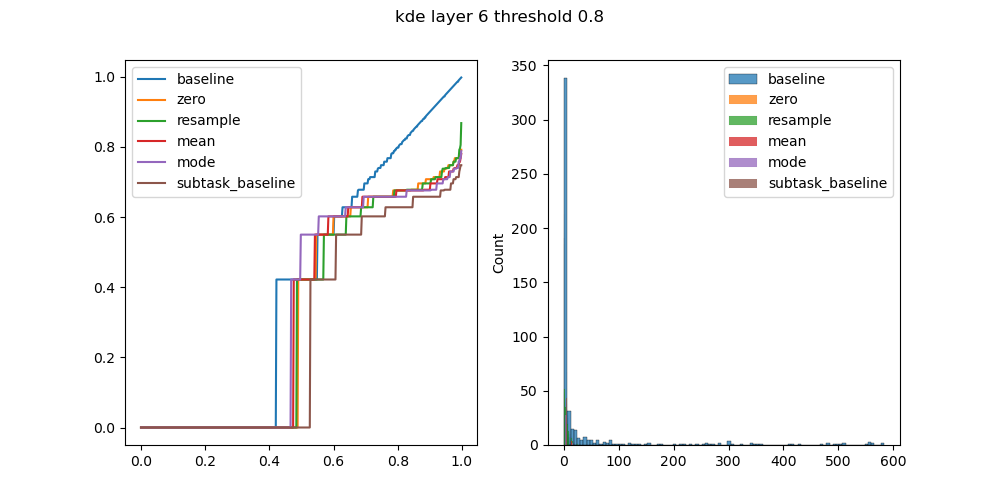 kde layer 6 threshold 0.8
baseline
zero
resample
mean
mode
subtask_baseline
1.0
0.8
0.6
0.4
0.2
0.0
0.0
0.2
0.4
0.6
0.8
1.0
baseline
zero
resample
mean
mode
subtask_baseline
Count
350
300
250
200
150
100
50
0
0
100
200
300
400
500
600